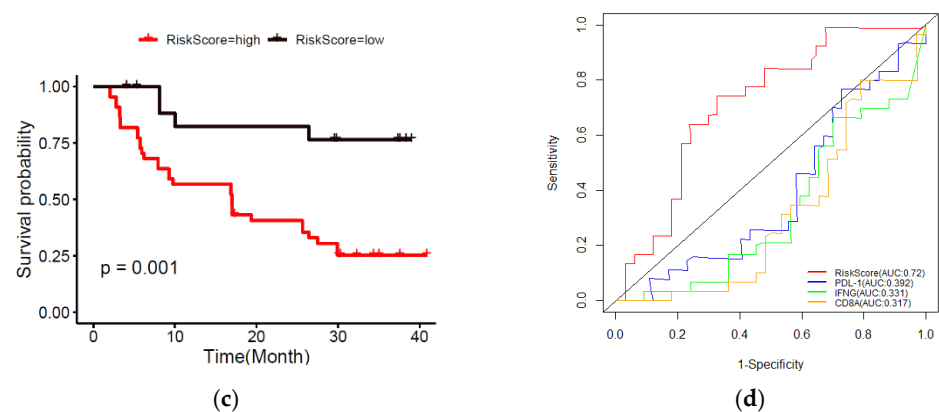 RiskScore=high RiskScore=low
1.00
0.75
0.50
0.25
0.00
Survival probability
p = 0.001
0 10 20 30 40
Time(Month)
(c)
1.0
0.8
0.6
0.4
0.2
0.0
Sensitivity
RiskScore(AUC:0.72)
PDL-1(AUC:0.392)
IFNG(AUC:0.331)
CD8A(AUC:0.317)
0.0 0.2 0.4 0.6 0.8 1.0
1-Specificity
(d)